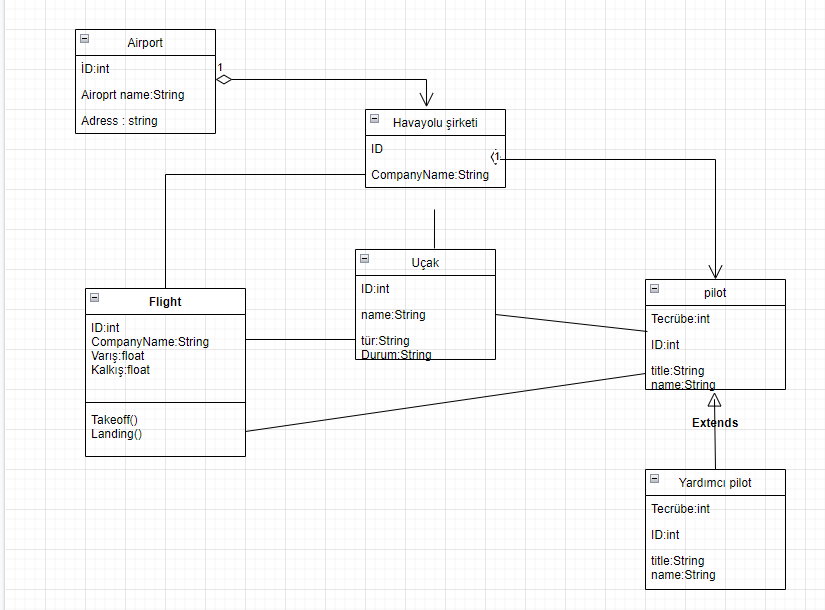 Airport
İD:int
Airoprt name:String
Adress : string
1
Havayolu şirketi
ID
CompanyName:String
1
Uçak
ID:int
name:String
tür:String
Durum:String
Flight
ID:int
CompanyName:String
Varış:float
Kalkış:float
Takeoff()
Landing()
pilot
Tecrübe:int
ID:int
title:String
name:String
Extends
Yardımcı pilot
Tecrübe:int
ID:int
title:String
name:String